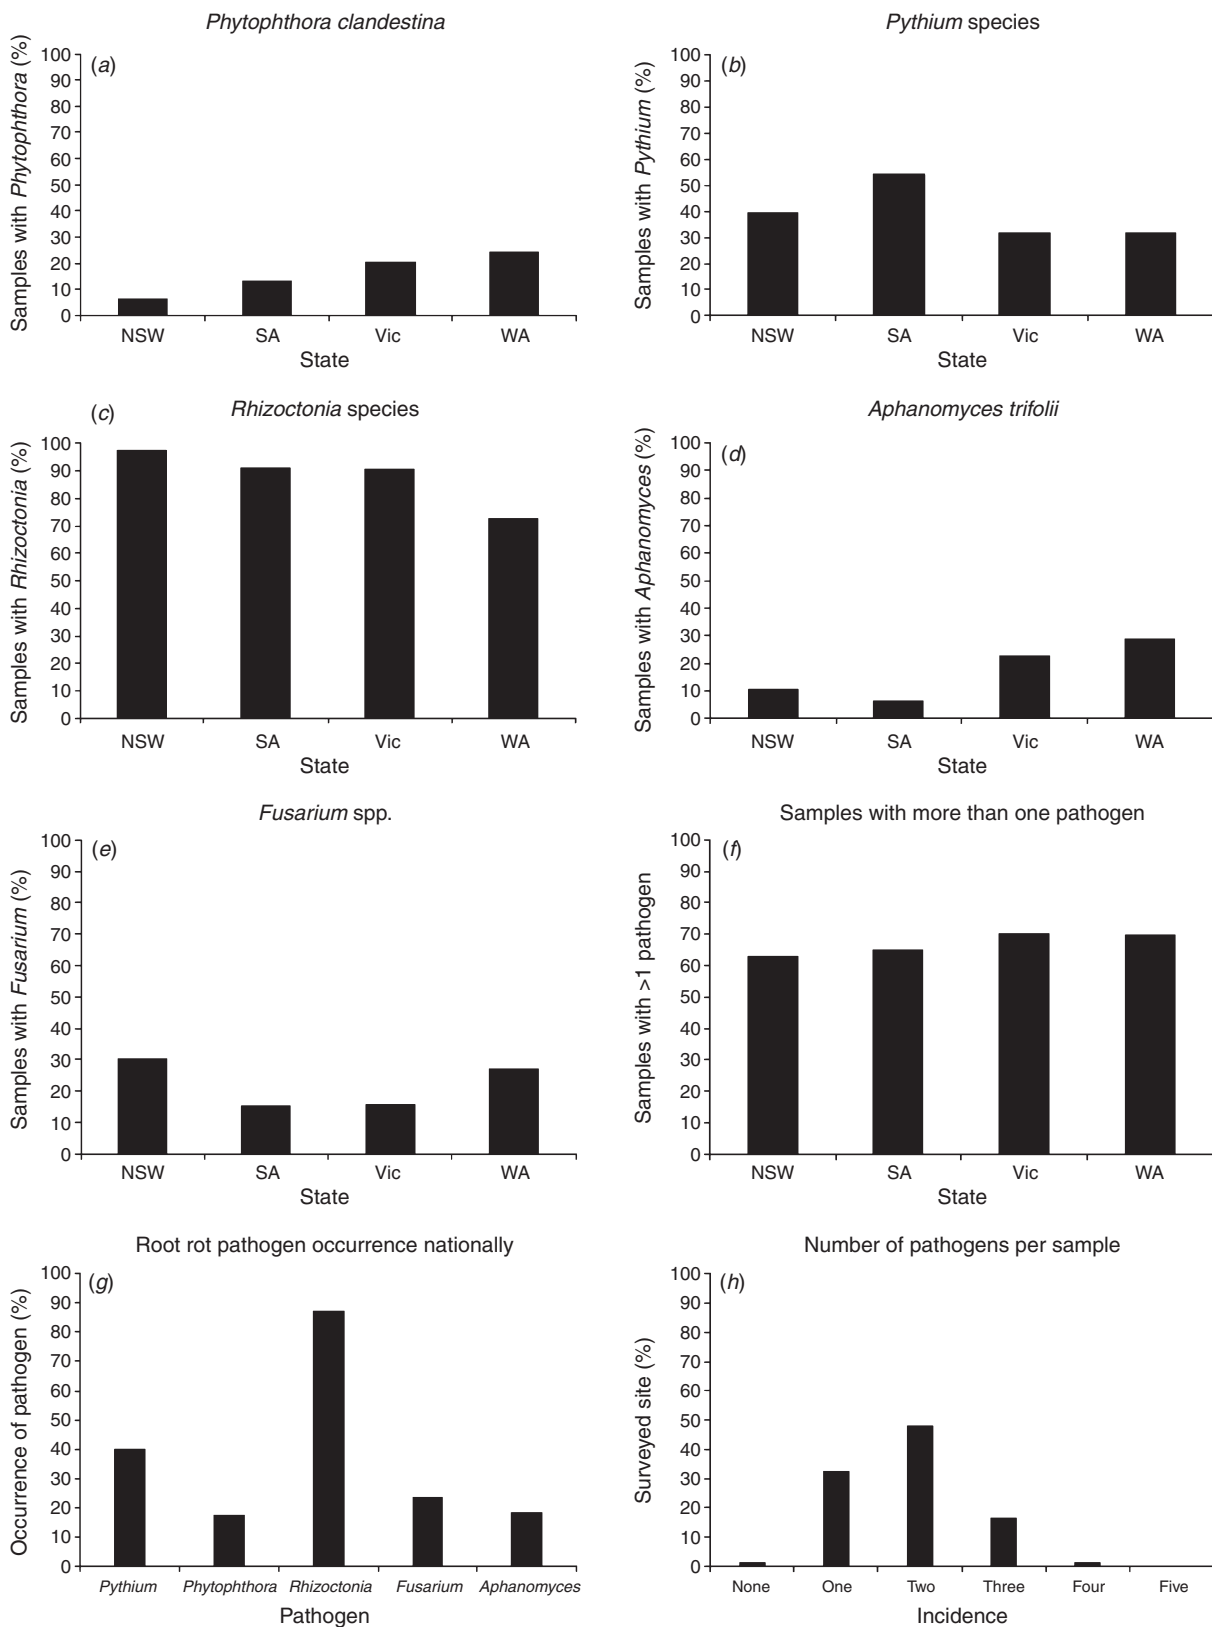 Phytophthora clandestina
(a)
Samples with Phytophthora (%)
100
90
80
70
60
50
40
30
20
10
0
NSW SA Vic WA
State
Pythium species
(b)
Samples with Pythium (%)
100
90
80
70
60
50
40
30
20
10
0
NSW SA Vic WA
State
Rhizoctonia species
(c)
Samples with Rhizoctonia (%)
100
90
80
70
60
50
40
30
20
10
0
NSW SA Vic WA
State
Aphanomyces trifolii
(d)
Samples with Aphanomyces (%)
100
90
80
70
60
50
40
30
20
10
0
NSW SA Vic WA
State
Fusarium spp.
(e)
Samples with Fusarium (%)
100
90
80
70
60
50
40
30
20
10
0
NSW SA Vic WA
State
Samples with more than one pathogen
(f)
Samples with >1 pathogen
100
90
80
70
60
50
40
30
20
10
0
NSW SA Vic WA
State
Root rot pathogen occurrence nationally
(g)
Occurrence of pathogen (%)
100
90
80
70
60
50
40
30
20
10
0
Pythium Phytophthora Rhizoctonia Fusarium Aphanomyces
Pathogen
Number of pathogens per sample
(h)
Surveyed site (%)
100
90
80
70
60
50
40
30
20
10
0
None One Two Three Four Five
Incidence